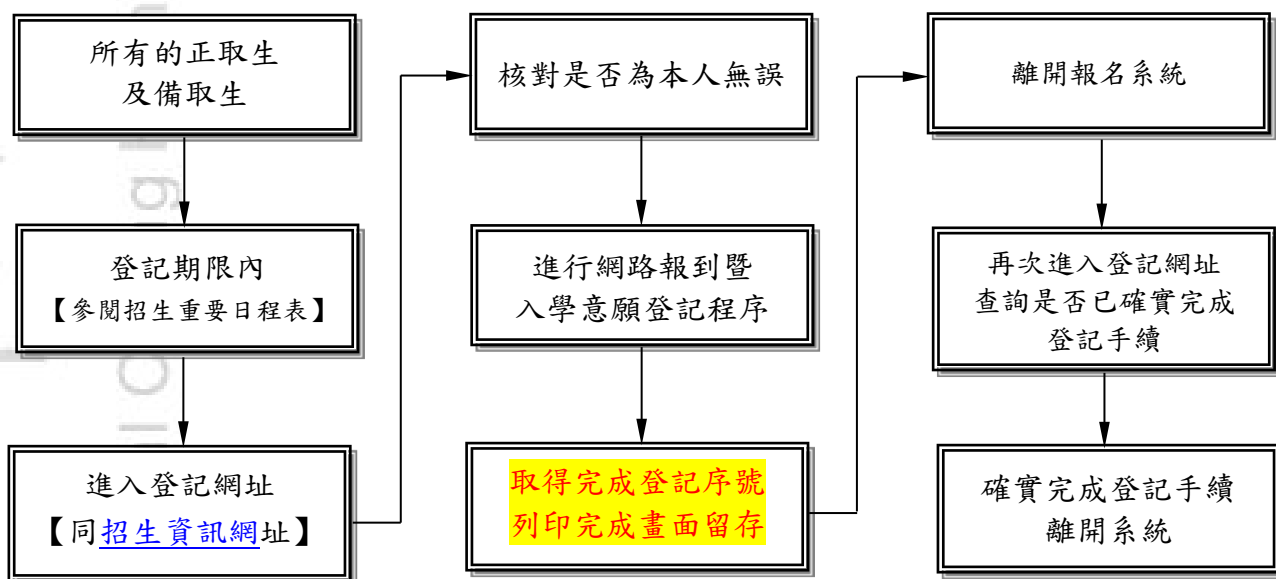 所有的正取生
及備取生
登記期限內
【參閱招生重要日程表】
進入登記網址
【同招生資訊網址】
核對是否為本人無誤
進行網路報到暨
入學意願登記程序
取得完成登記序號
列印完成畫面留存
離開報名系統
再次進入登記網址
查詢是否已確實完成
登記手續
確實完成登記手續
離開系統